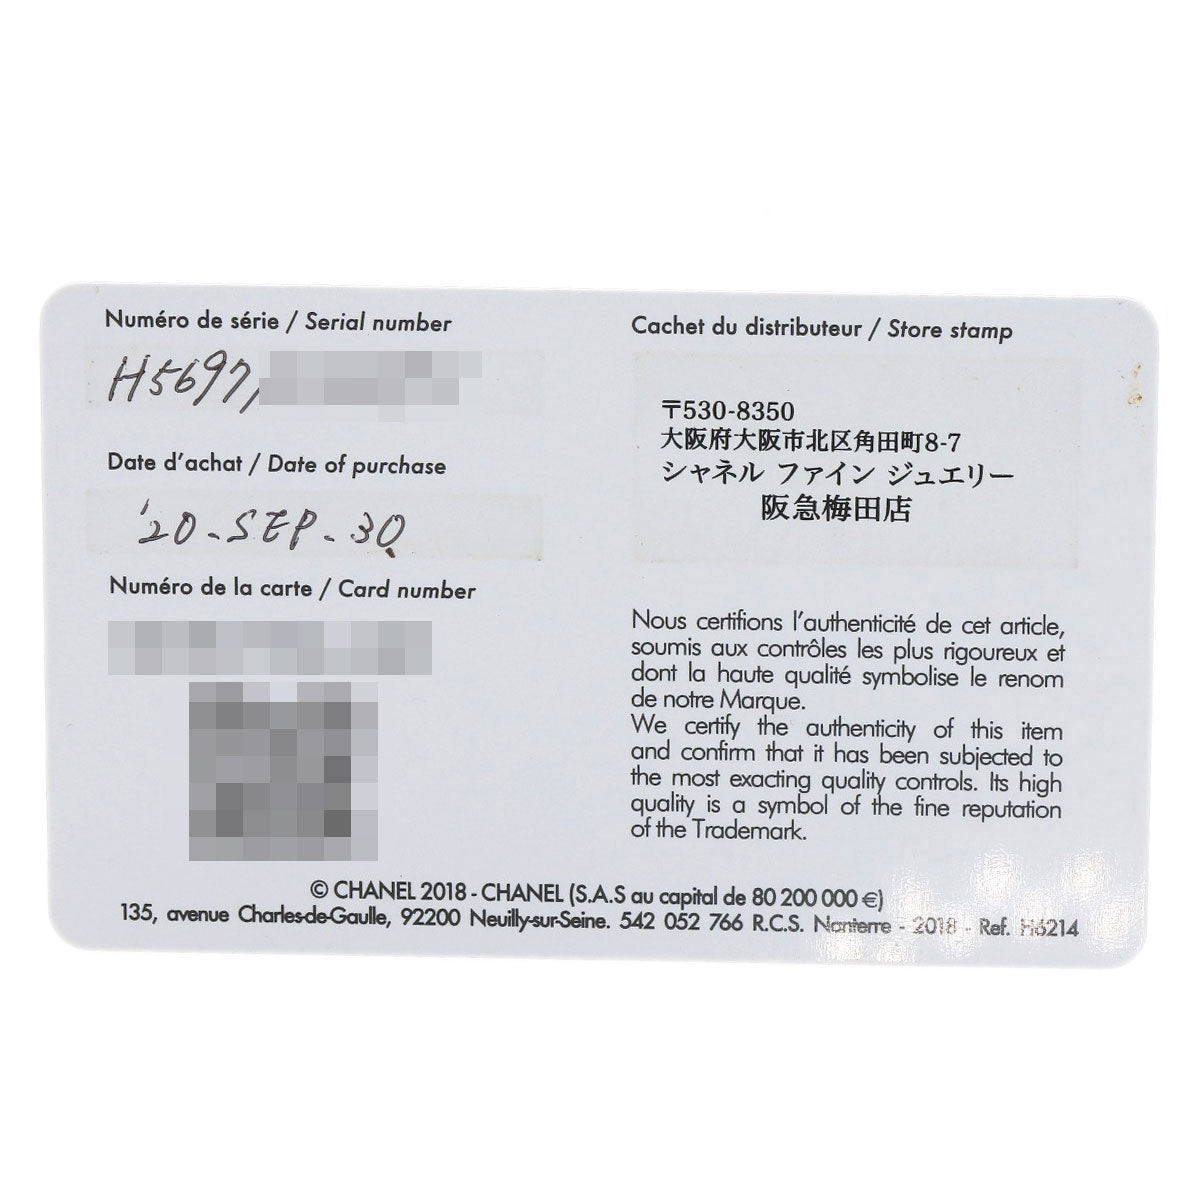 Numéro de série / Serial number
H5697,
Date d'achat / Date of purchase
'20-SEP-30
Numéro de la carte / Card number
Cachet du distributeur / Store stamp
〒530-8350
大阪府大阪市北区角田町8-7
シャネル ファイン ジュエリー
阪急梅田店
Nous certifions l'authenticité de cet article,
soumis aux contrôles les plus rigoureux et
dont la haute qualité symbolise le renom
de notre Marque.
We certify the authenticity of this item
and confirm that it has been subjected to
the most exacting quality controls. Its high
quality is a symbol of the fine reputation
of the Trademark.
© CHANEL 2018 - CHANEL (S.A.S au capital de 80 200 000 €)
135, avenue Charles-de-Gaulle, 92200 Neuilly-sur-Seine. 542 052 766 R.C.S. Nanterre - 2018 - Ref. H6214